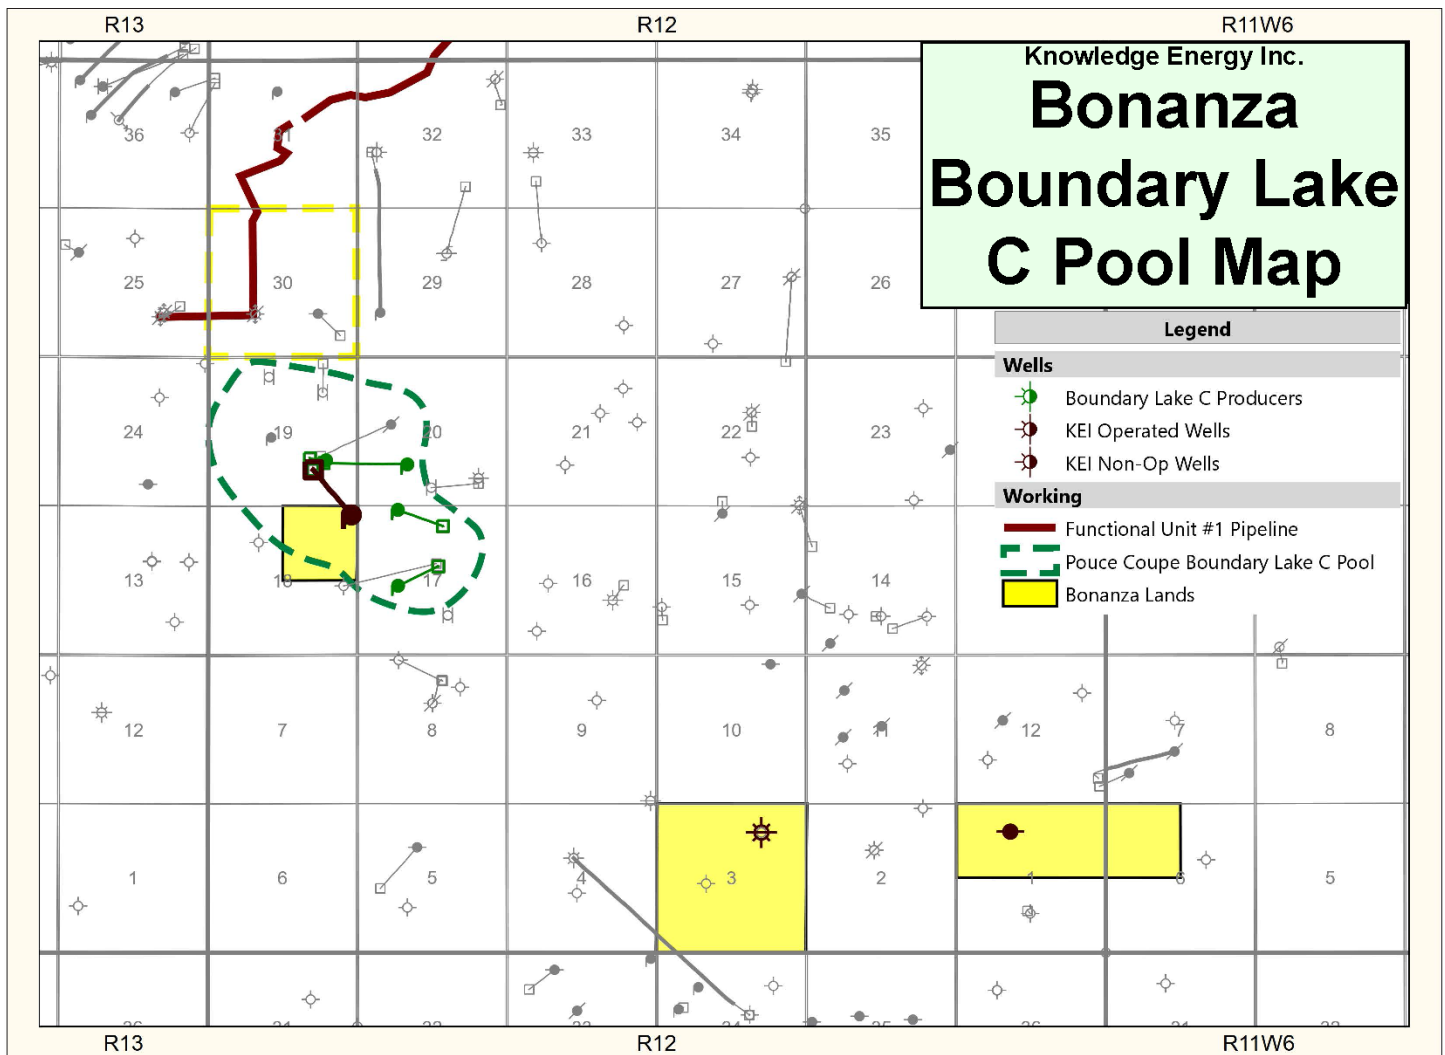 R13 R12 R11W6
Knowledge Energy Inc.
Bonanza
Boundary Lake
C Pool Map
36 31 32 33 34 35
25 30 29 28 27 26
Legend
Wells
Boundary Lake C Producers
KEI Operated Wells
KEI Non-Op Wells
Working
Functional Unit #1 Pipeline
Pouce Coupe Boundary Lake C Pool
Bonanza Lands
24 19 20 21 22 23
13 18 17 16 15 14
12 7 8 9 10 11 12 7 8
1 6 5 4 3 2 1 6 5
R13 R12 R11W6